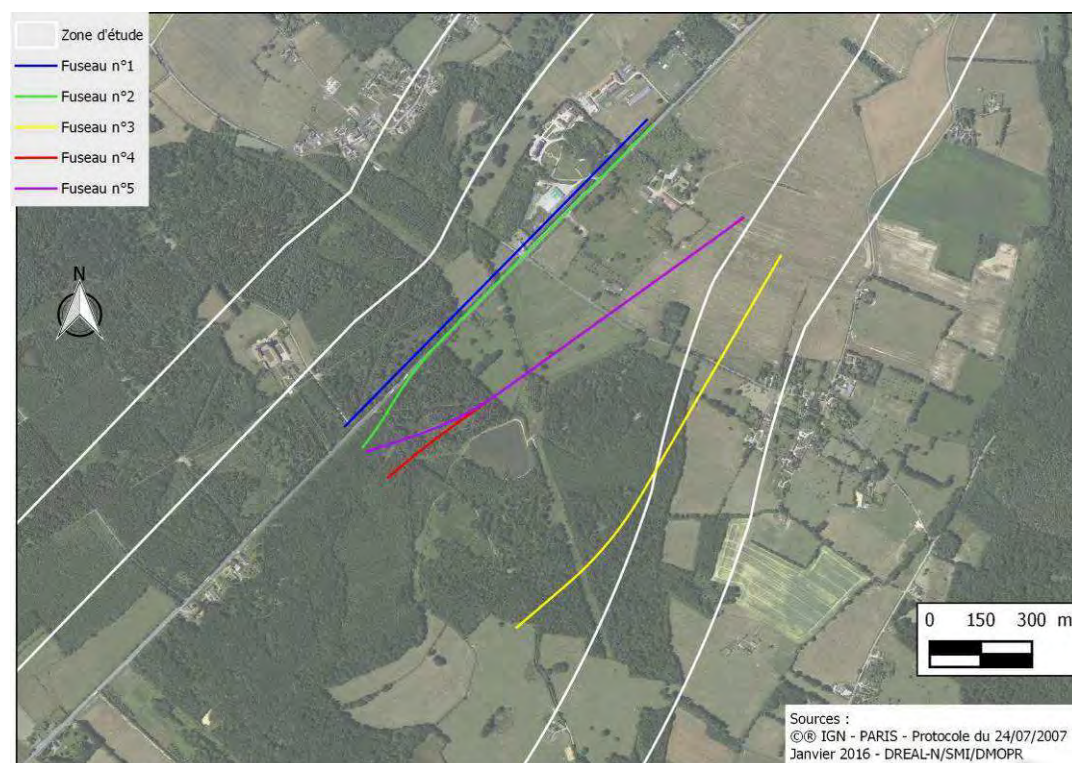 Zone d'étude
Fuseau n°1
Fuseau n°2
Fuseau n°3
Fuseau n°4
Fuseau n°5
N
0 150 300 m
Sources :
©® IGN - PARIS - Protocole du 24/07/2007
Janvier 2016 - DREAL-N/SMI/DMOPR